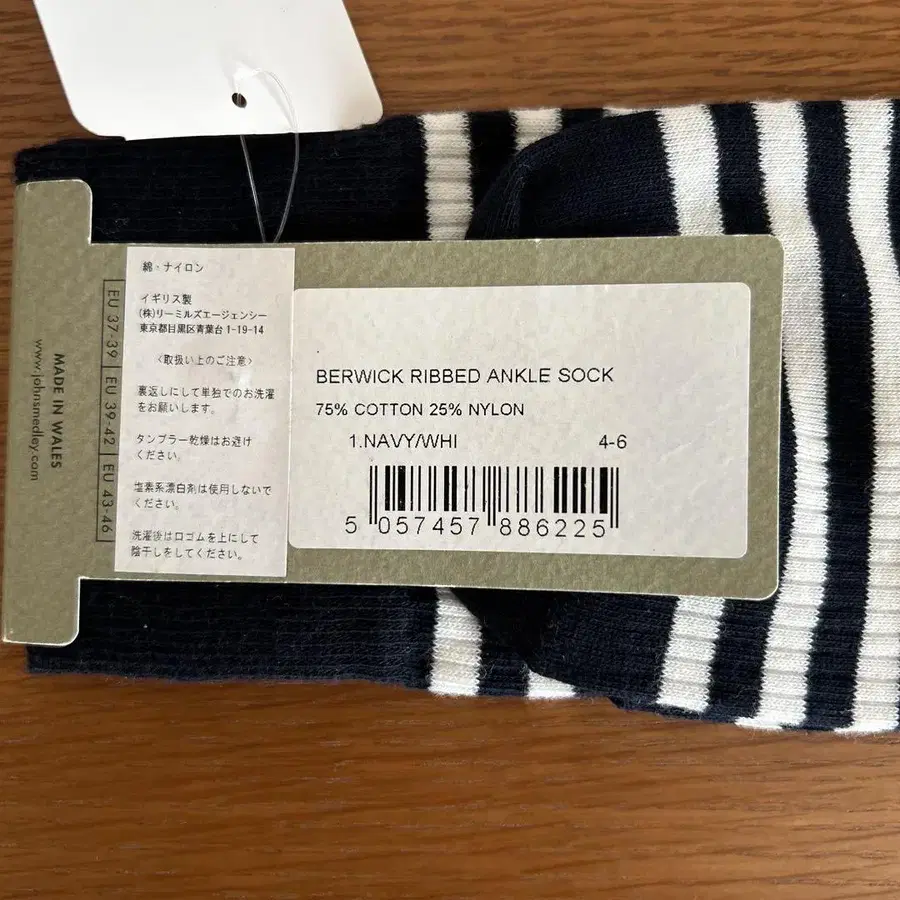 MADE IN WALES
www.johnsmedley.com
EU 37-39 | EU 39-42 | EU 43-46
綿・ナイロン
イギリス製
(株)リーミルズエージェンシー
東京都目黒区青葉台 1-19-14
〈取扱い上のご注意〉
裏返しにして単独でのお洗濯
をお願いします。
タンブラー乾燥はお避け
ください。
塩素系漂白剤は使用しないで
ください。
洗濯後は口ゴムを上にして
陰干しをしてください。
BERWICK RIBBED ANKLE SOCK
75% COTTON 25% NYLON
1.NAVY/WHI 4-6
5 057457 886225